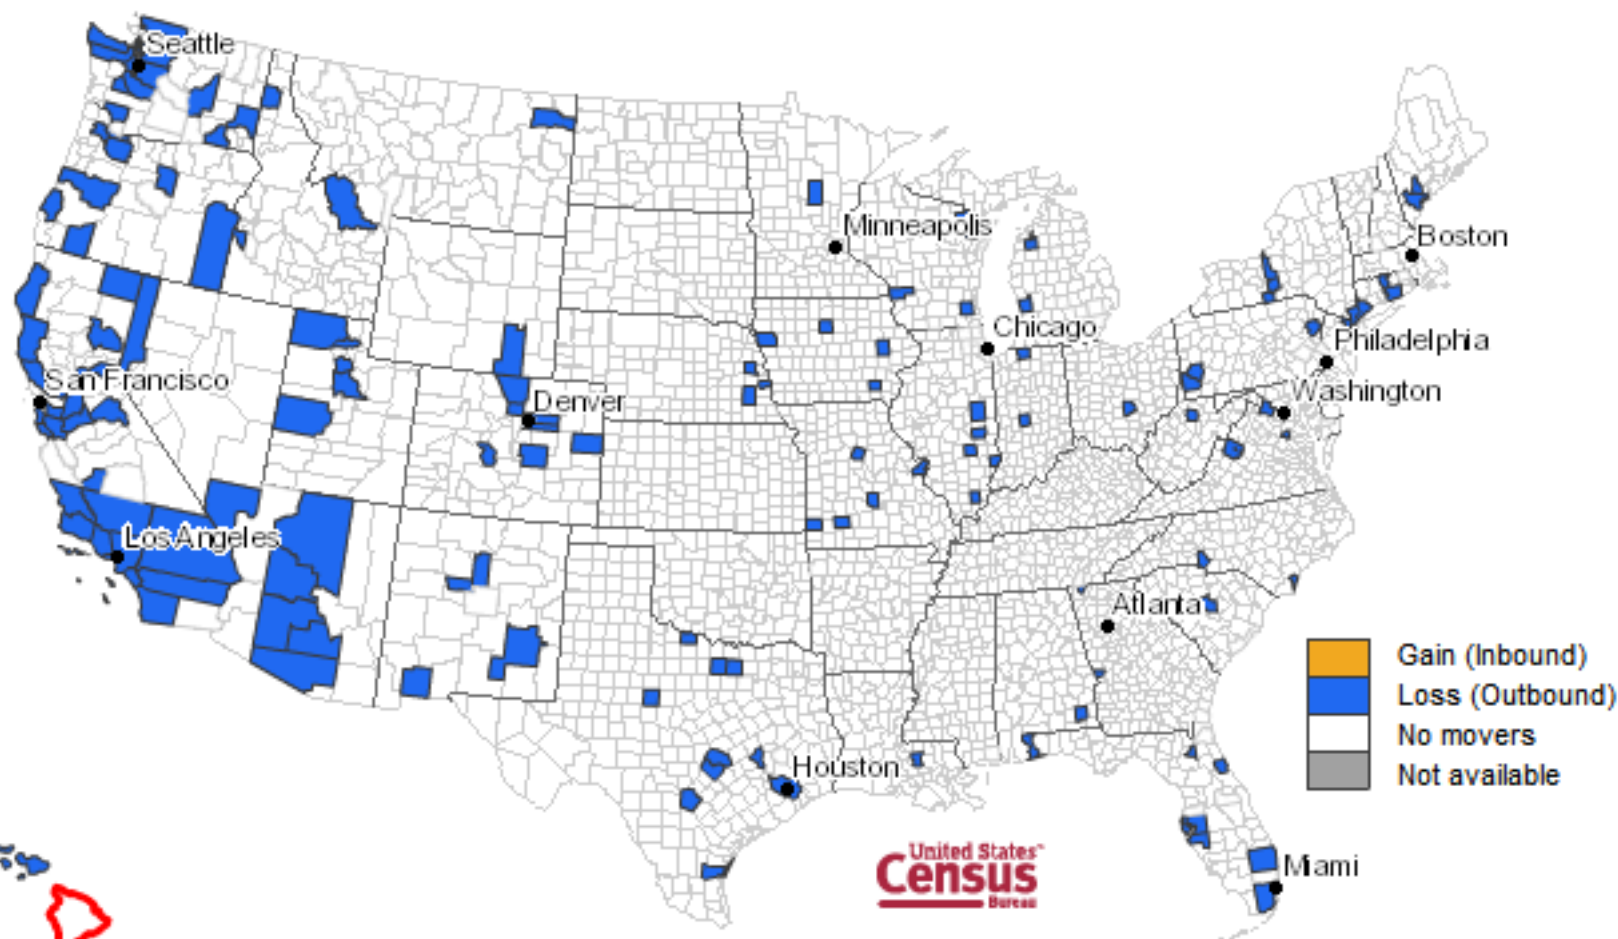 Seattle
Minneapolis
Boston
Chicago
Philadelphia
San Francisco
Denver
Washington
Los Angeles
Atlanta
Gain (Inbound)
Loss (Outbound)
No movers
Not available
Houston
United States™
Census
Bureau
Miami